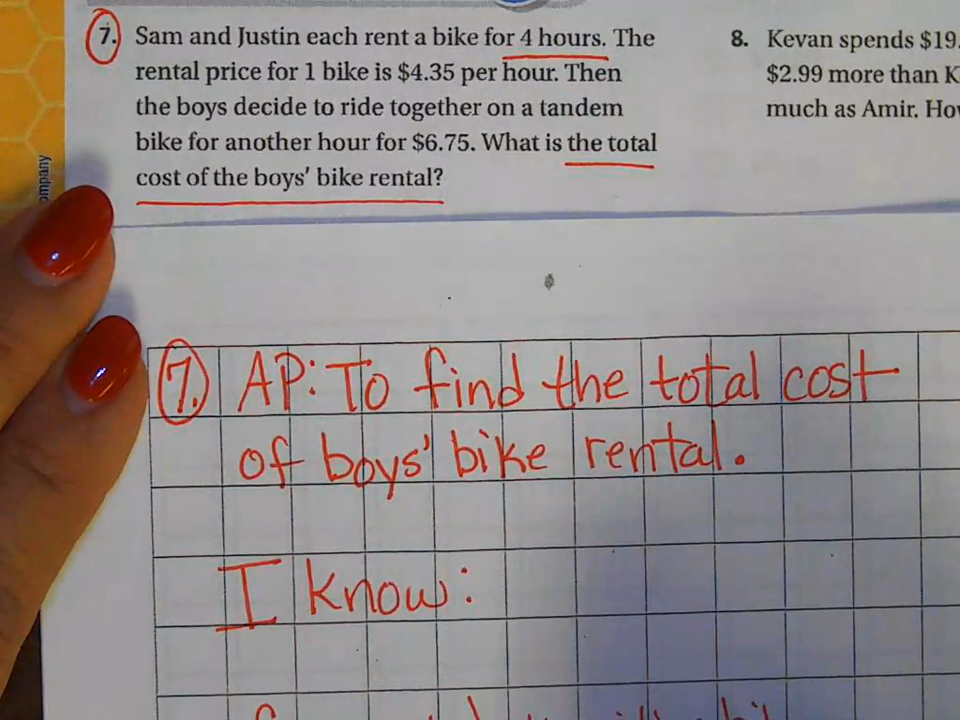 7. Sam and Justin each rent a bike for 4 hours. The
rental price for 1 bike is $4.35 per hour. Then
the boys decide to ride together on a tandem
bike for another hour for $6.75. What is the total
cost of the boys' bike rental?
8. Kevan spends $19.
$2.99 more than K
much as Amir. How
ompany
7. AP: To find the total cost
of boys' bike rental.
I know: